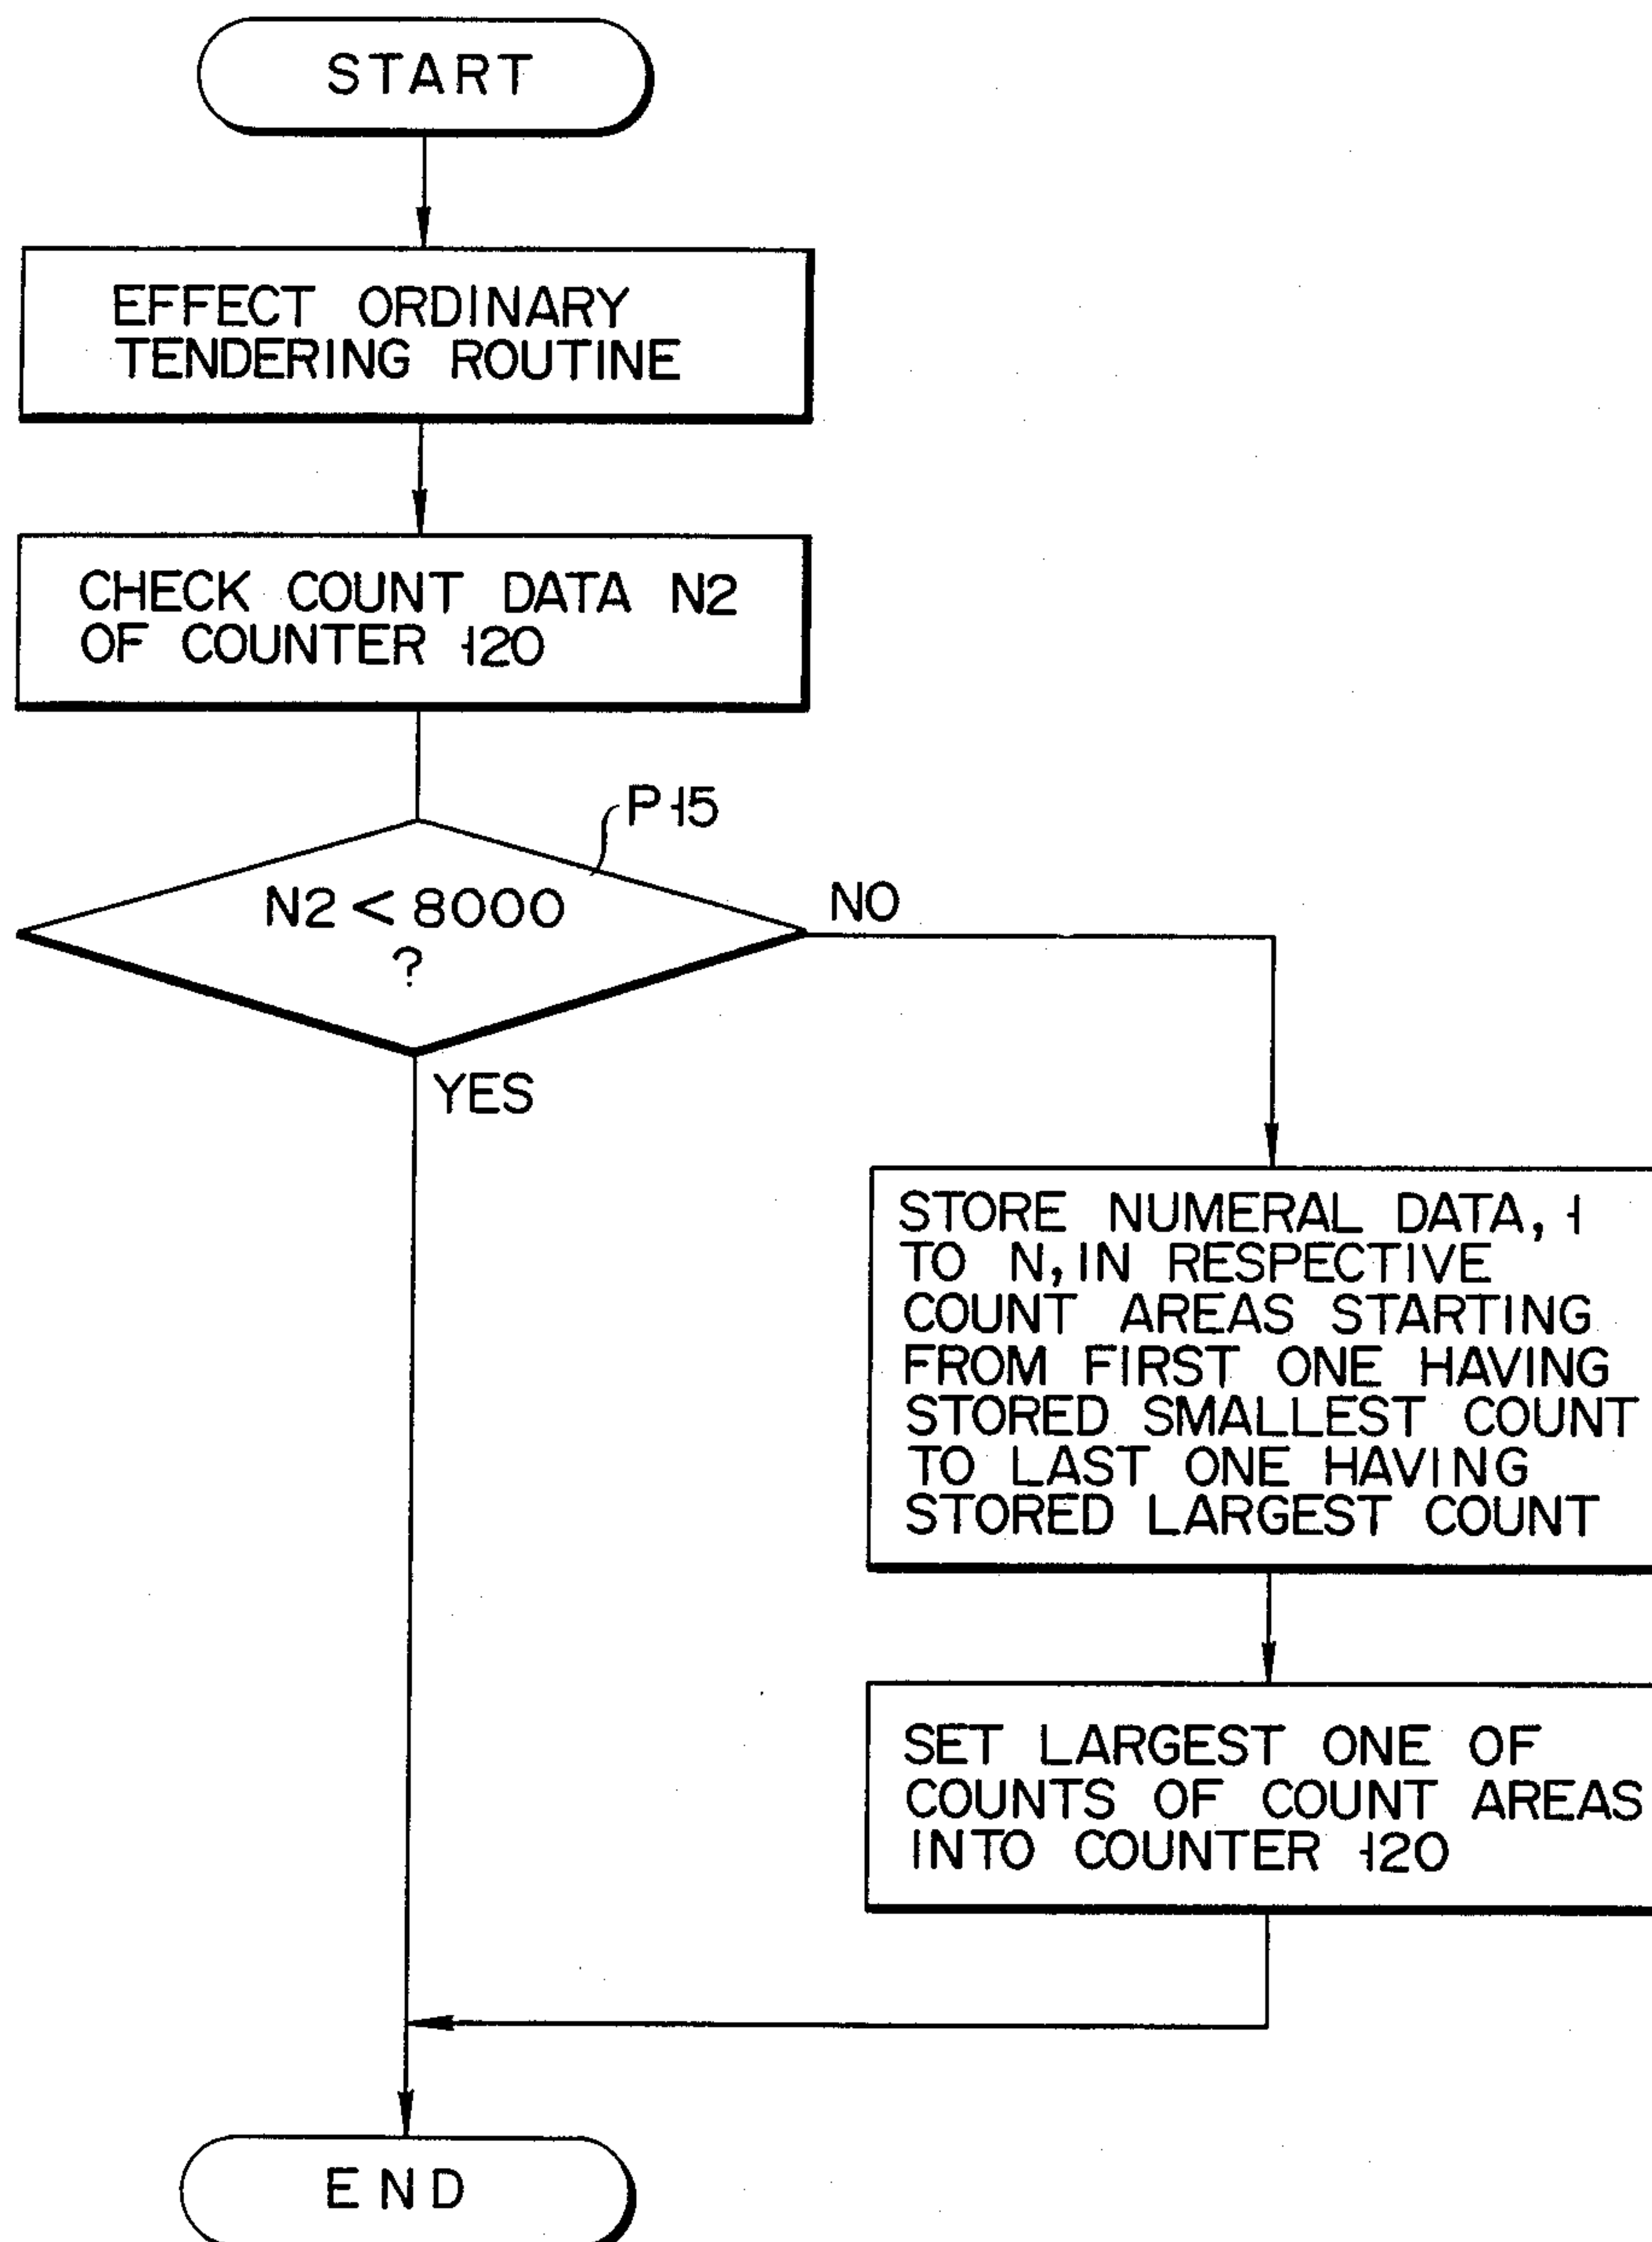 START
EFFECT ORDINARY
TENDERING ROUTINE
CHECK COUNT DATA N2
OF COUNTER 120
P15
N2 < 8000
?
NO
YES
STORE NUMERAL DATA, 1
TO N, IN RESPECTIVE
COUNT AREAS STARTING
FROM FIRST ONE HAVING
STORED SMALLEST COUNT
TO LAST ONE HAVING
STORED LARGEST COUNT
SET LARGEST ONE OF
COUNTS OF COUNT AREAS
INTO COUNTER 120
END